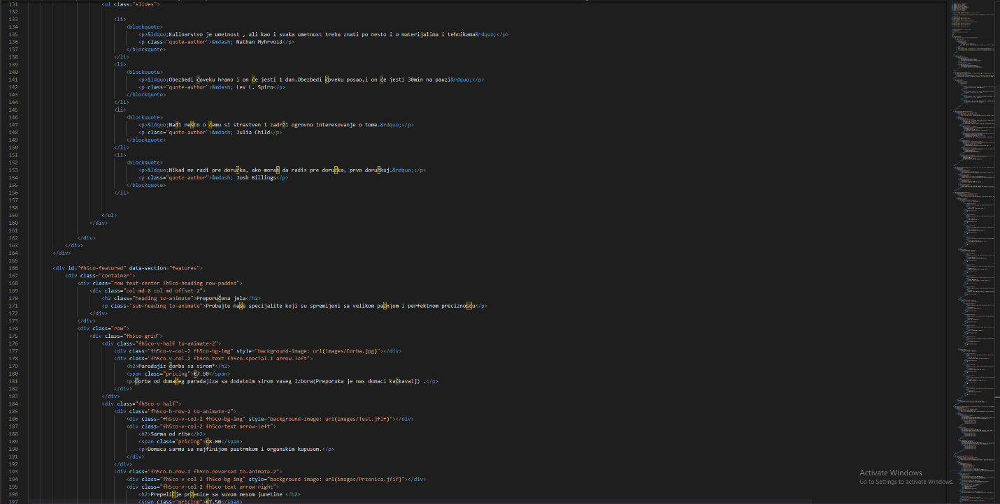 131 <ul class="slides">
132
133 <li>
134 <blockquote>
135 <p>&ldquo;Kulinarstvo je umetnost , ali kao i svaka umetnost treba znati po nesto i o materijalima i tehnikama&rdquo;</p>
136 <p class="quote-author">&mdash; Nathan Myhrvold</p>
137 </blockquote>
138 </li>
139 <li>
140 <blockquote>
141 <p>&ldquo;Obezbedi čoveku hrano i on će jesti 1 dan.Obezbedi čoveku posao,i on će jesti 30min na pauzi&rdquo;</p>
142 <p class="quote-author">&mdash; Lev L. Spiro</p>
143 </blockquote>
144 </li>
145 <li>
146 <blockquote>
147 <p>&ldquo;Nađi nešto o čemu si strastven i zadrži ogrovno interesovanje o tome.&rdquo;</p>
148 <p class="quote-author">&mdash; Julia Child</p>
149 </blockquote>
150 </li>
151 <li>
152 <blockquote>
153 <p>&ldquo;Nikad ne radi pre doručka, ako moraš da radis pre doručka, prvo doručkuj.&rdquo;</p>
154 <p class="quote-author">&mdash; Josh Billings</p>
155 </blockquote>
156 </li>
157
158
159 </ul>
160 </div>
161
162 </div>
163 </div>
164 </div>
165
166 <div id="fh5co-featured" data-section="features">
167 <div class="container">
168 <div class="row text-center fh5co-heading row-padded">
169 <div class="col-md-8 col-md-offset-2">
170 <h2 class="heading to-animate">Preporučena jela</h2>
171 <p class="sub-heading to-animate">Probajte naše specijalite koji su spremljeni sa velikom pažnjom i perfektnom preciznošću</p>
172 </div>
173 </div>
174 <div class="row">
175 <div class="fh5co-grid">
176 <div class="fh5co-v-half to-animate-2">
177 <div class="fh5co-v-col-2 fh5co-bg-img" style="background-image: url(images/Corba.jpg)"></div>
178 <div class="fh5co-v-col-2 fh5co-text fh5co-special-1 arrow-left">
179 <h2>Paradajiz čorba sa sirom*</h2>
180 <span class="pricing">€7.50</span>
181 <p>Čorba od domaćeg paradajiza sa dodatnim sirom vaseg izbora(Preporuka je nas domaci kačkavalj) .</p>
182 </div>
183 </div>
184 <div class="fh5co-v-half">
185 <div class="fh5co-h-row-2 to-animate-2">
186 <div class="fh5co-v-col-2 fh5co-bg-img" style="background-image: url(images/Test.jfif)"></div>
187 <div class="fh5co-v-col-2 fh5co-text arrow-left">
188 <h2>Sarma od ribe</h2>
189 <span class="pricing">€8.00</span>
190 <p>Domaca sarma sa najfinijom pastrmkom i organskim kupusom.</p>
191 </div>
192 </div>
193 <div class="fh5co-h-row-2 fh5co-reversed to-animate-2">
194 <div class="fh5co-v-col-2 fh5co-bg-img" style="background-image: url(images/Przenica.jfif)"></div>
195 <div class="fh5co-v-col-2 fh5co-text arrow-right">
196 <h2>Prepeličje prženice sa suvom mesom junetine </h2>
197 <span class="pricing">€7.50</span>
Activate Windows
Go to Settings to activate Windows.